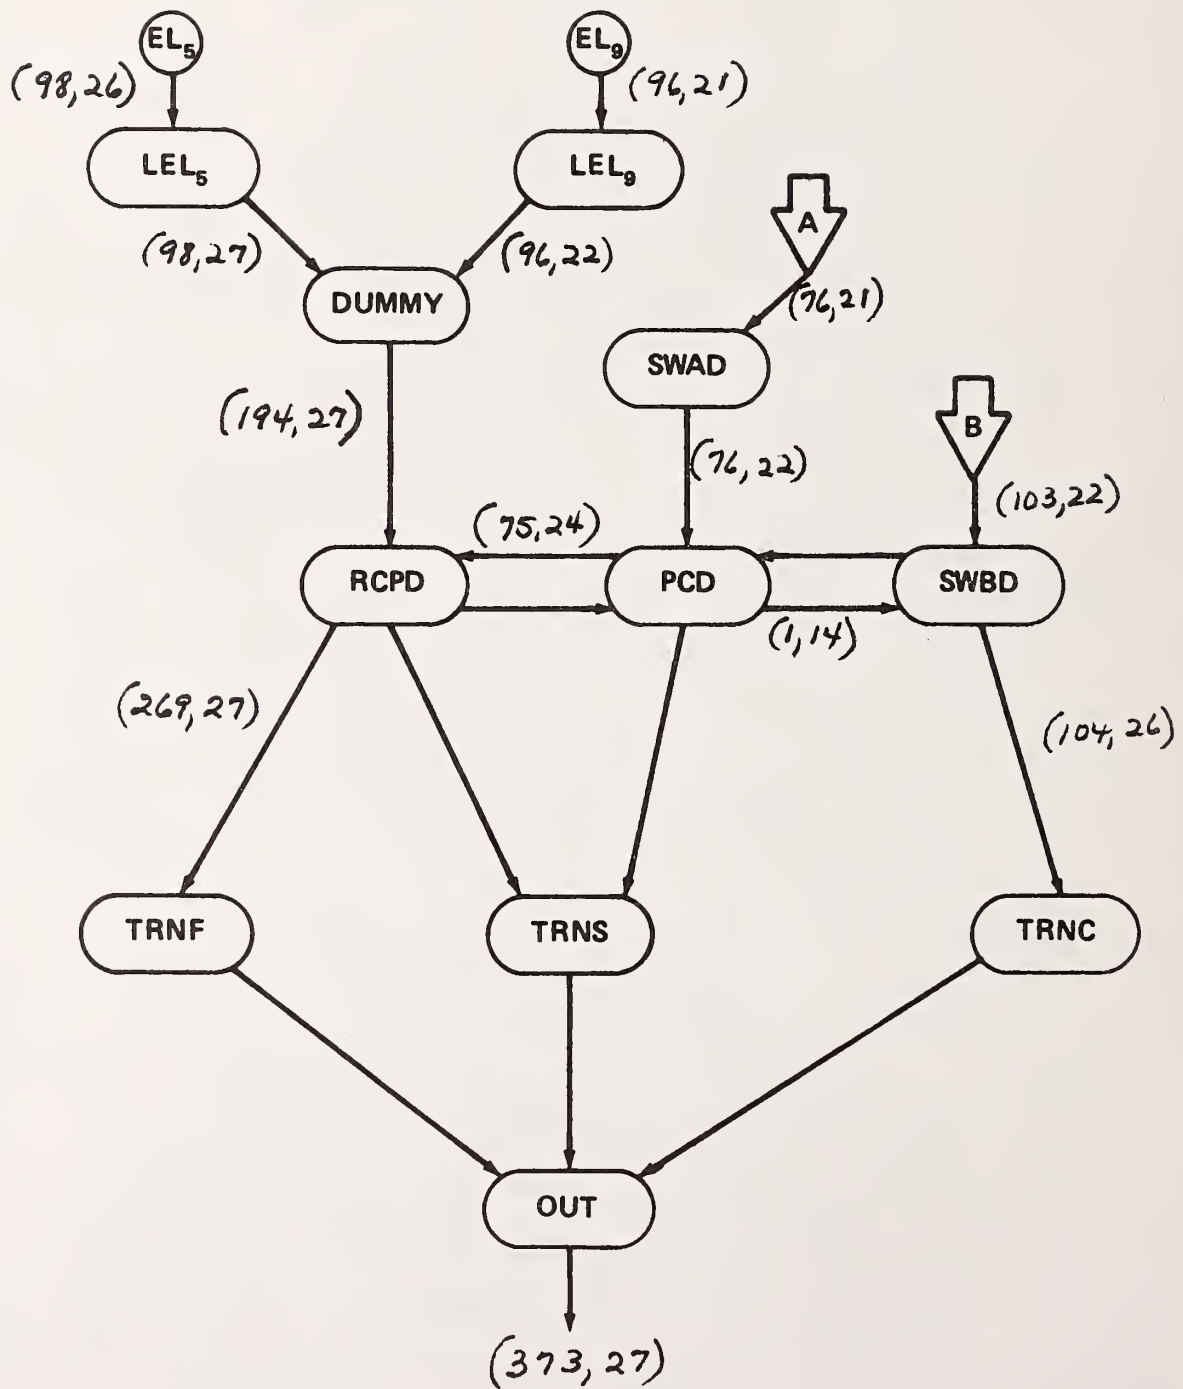 EL5
EL9
(98,26)
(96,21)
LEL5
LEL9
A
(98,27)
(96,22)
(76,21)
DUMMY
SWAD
B
(194,27)
(76,22)
(103,22)
(75,24)
RCPD
PCD
SWBD
(1,14)
(269,27)
(104,26)
TRNF
TRNS
TRNC
OUT
(373,27)